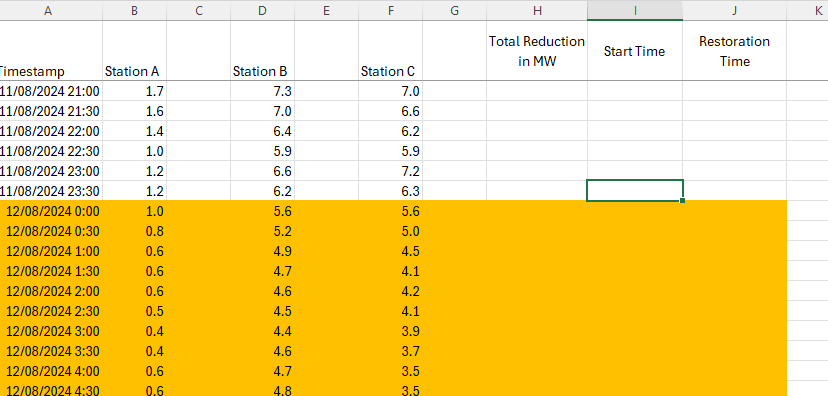 A B C D E F G H I J K
Total Reduction in MW Start Time Restoration Time
Timestamp Station A Station B Station C
11/08/2024 21:00 1.7 7.3 7.0
11/08/2024 21:30 1.6 7.0 6.6
11/08/2024 22:00 1.4 6.4 6.2
11/08/2024 22:30 1.0 5.9 5.9
11/08/2024 23:00 1.2 6.6 7.2
11/08/2024 23:30 1.2 6.2 6.3
12/08/2024 0:00 1.0 5.6 5.6
12/08/2024 0:30 0.8 5.2 5.0
12/08/2024 1:00 0.6 4.9 4.5
12/08/2024 1:30 0.6 4.7 4.1
12/08/2024 2:00 0.6 4.6 4.2
12/08/2024 2:30 0.5 4.5 4.1
12/08/2024 3:00 0.4 4.4 3.9
12/08/2024 3:30 0.4 4.6 3.7
12/08/2024 4:00 0.6 4.7 3.5
12/08/2024 4:30 0.6 4.8 3.5